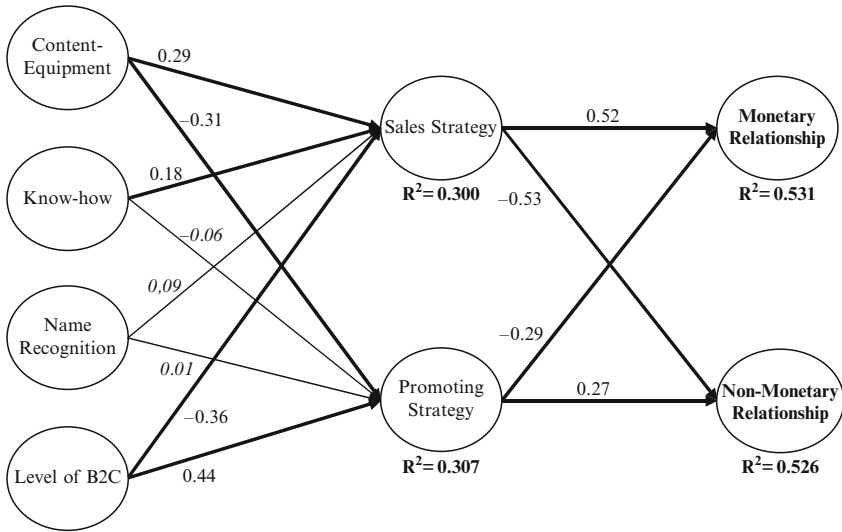 Content-
Equipment
0.29
−0.31
Sales Strategy
R²= 0.300
0.52
Monetary
Relationship
R²= 0.531
Know-how
0.18
−0.06
−0.53
0,09
Name
Recognition
0.01
−0.29
Promoting
Strategy
R²= 0.307
0.27
Non-Monetary
Relationship
R²= 0.526
−0.36
Level of B2C
0.44